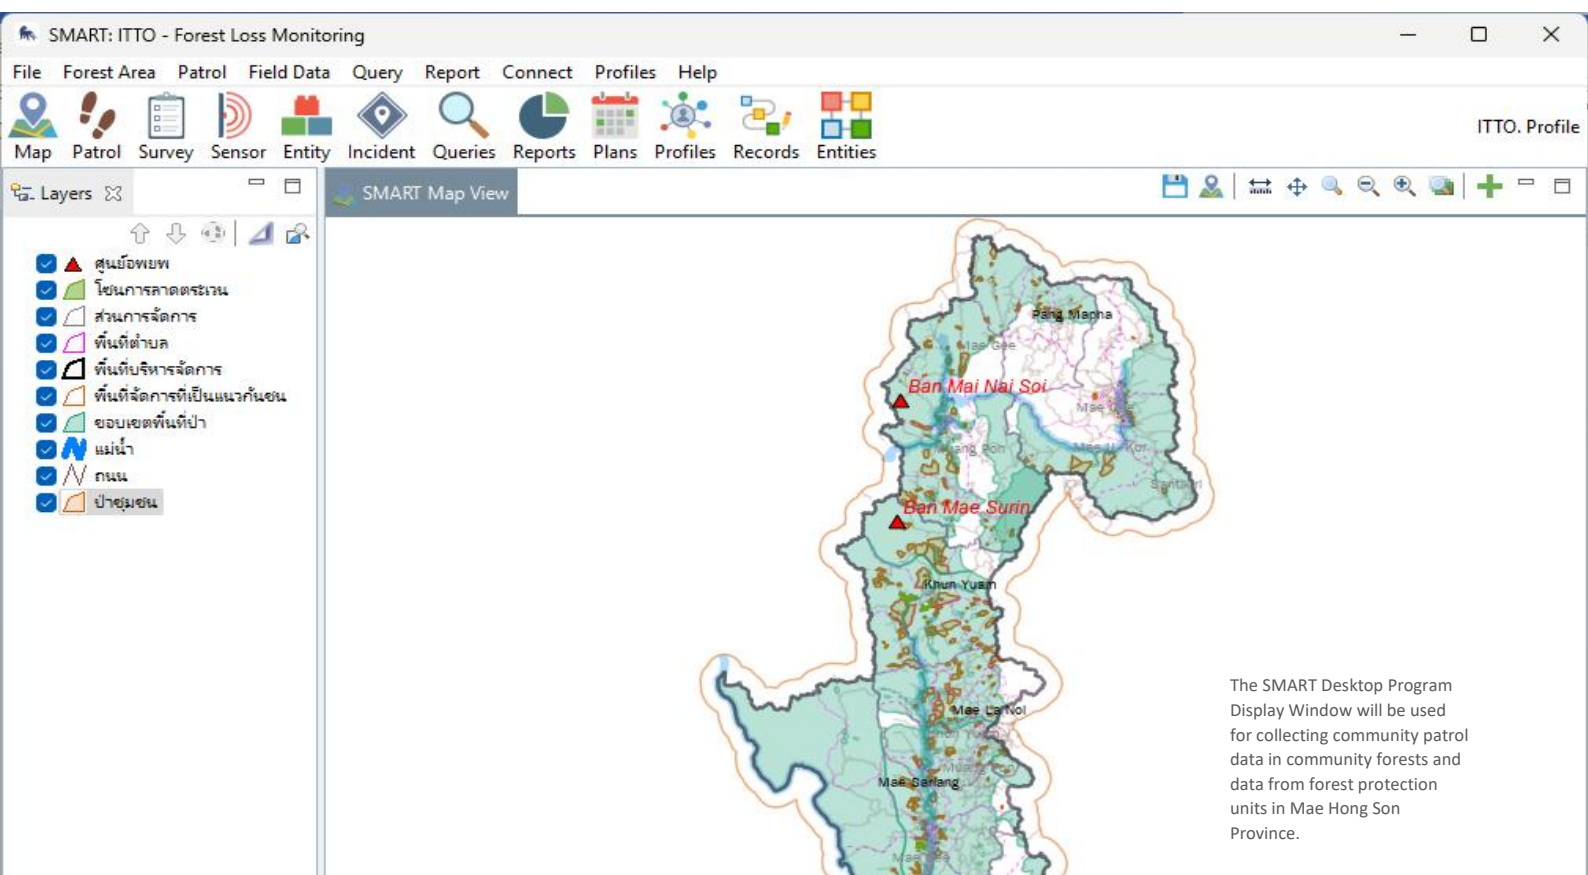 SMART: ITTO - Forest Loss Monitoring
File Forest Area Patrol Field Data Query Report Connect Profiles Help
Map Patrol Survey Sensor Entity Incident Queries Reports Plans Profiles Records Entities
ITTO. Profile
Layers
SMART Map View
ศูนย์อพยพ
โซนการลาดตระเวน
ส่วนการจัดการ
พื้นที่ตำบล
พื้นที่บริหารจัดการ
พื้นที่จัดการที่เป็นแนวกันชน
ขอบเขตพื้นที่ป่า
แม่น้ำ
ถนน
ป่าชุมชน
Pang Mapha
Ban Mai Nai Soi
Ban Mae Surin
Khun Yuam
Mae La Noi
Mae Sariang
The SMART Desktop Program
Display Window will be used
for collecting community patrol
data in community forests and
data from forest protection
units in Mae Hong Son
Province.